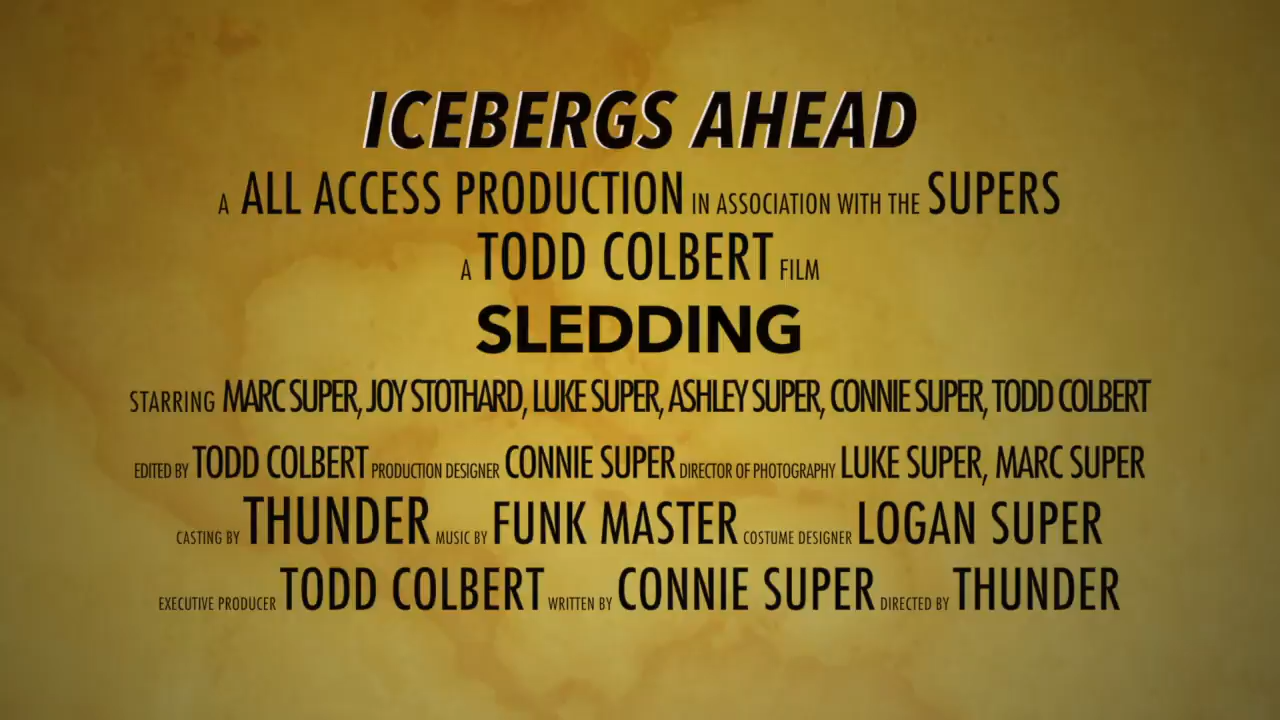 ICEBERGS AHEAD
A ALL ACCESS PRODUCTION IN ASSOCIATION WITH THE SUPERS
A TODD COLBERT FILM
SLEDDING
STARRING MARC SUPER, JOY STOTHARD, LUKE SUPER, ASHLEY SUPER, CONNIE SUPER, TODD COLBERT
EDITED BY TODD COLBERT PRODUCTION DESIGNER CONNIE SUPER DIRECTOR OF PHOTOGRAPHY LUKE SUPER, MARC SUPER
CASTING BY THUNDER MUSIC BY FUNK MASTER COSTUME DESIGNER LOGAN SUPER
EXECUTIVE PRODUCER TODD COLBERT WRITTEN BY CONNIE SUPER DIRECTED BY THUNDER